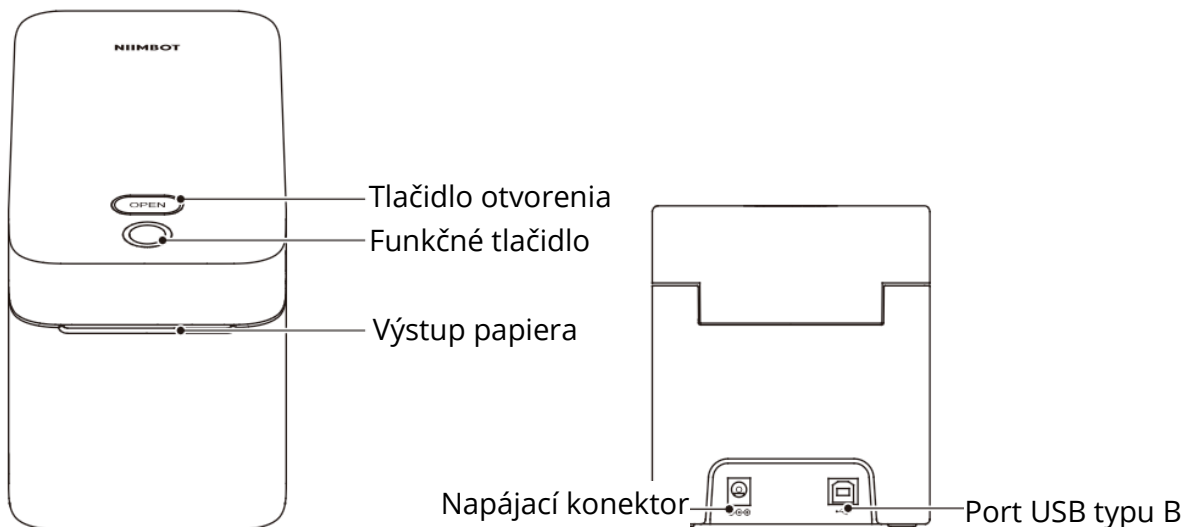 NIIMBOT
OPEN
Tlačidlo otvorenia
Funkčné tlačidlo
Výstup papiera
Napájací konektor
Port USB typu B